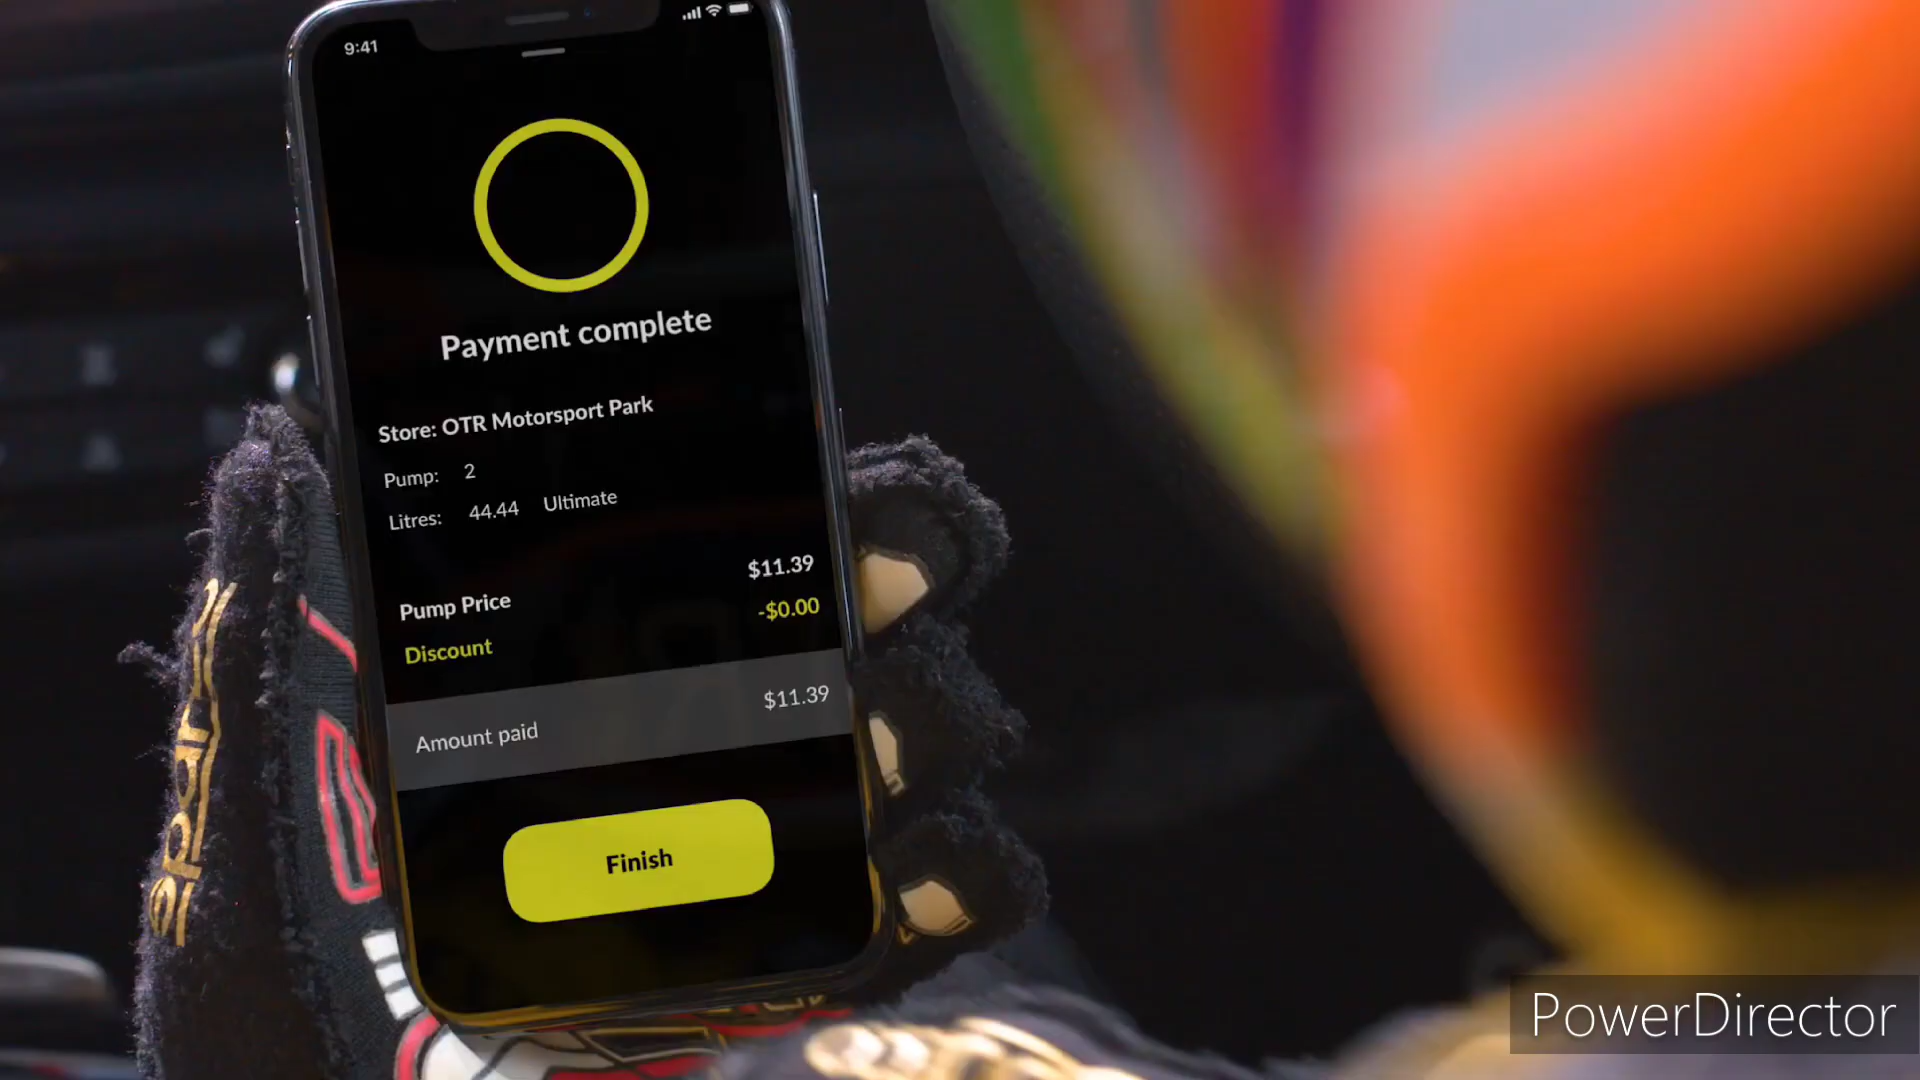 9:41
Payment complete
Store: OTR Motorsport Park
Pump: 2
Litres: 44.44 Ultimate
$11.39
Pump Price
-$0.00
Discount
$11.39
Amount paid
Finish
PowerDirector